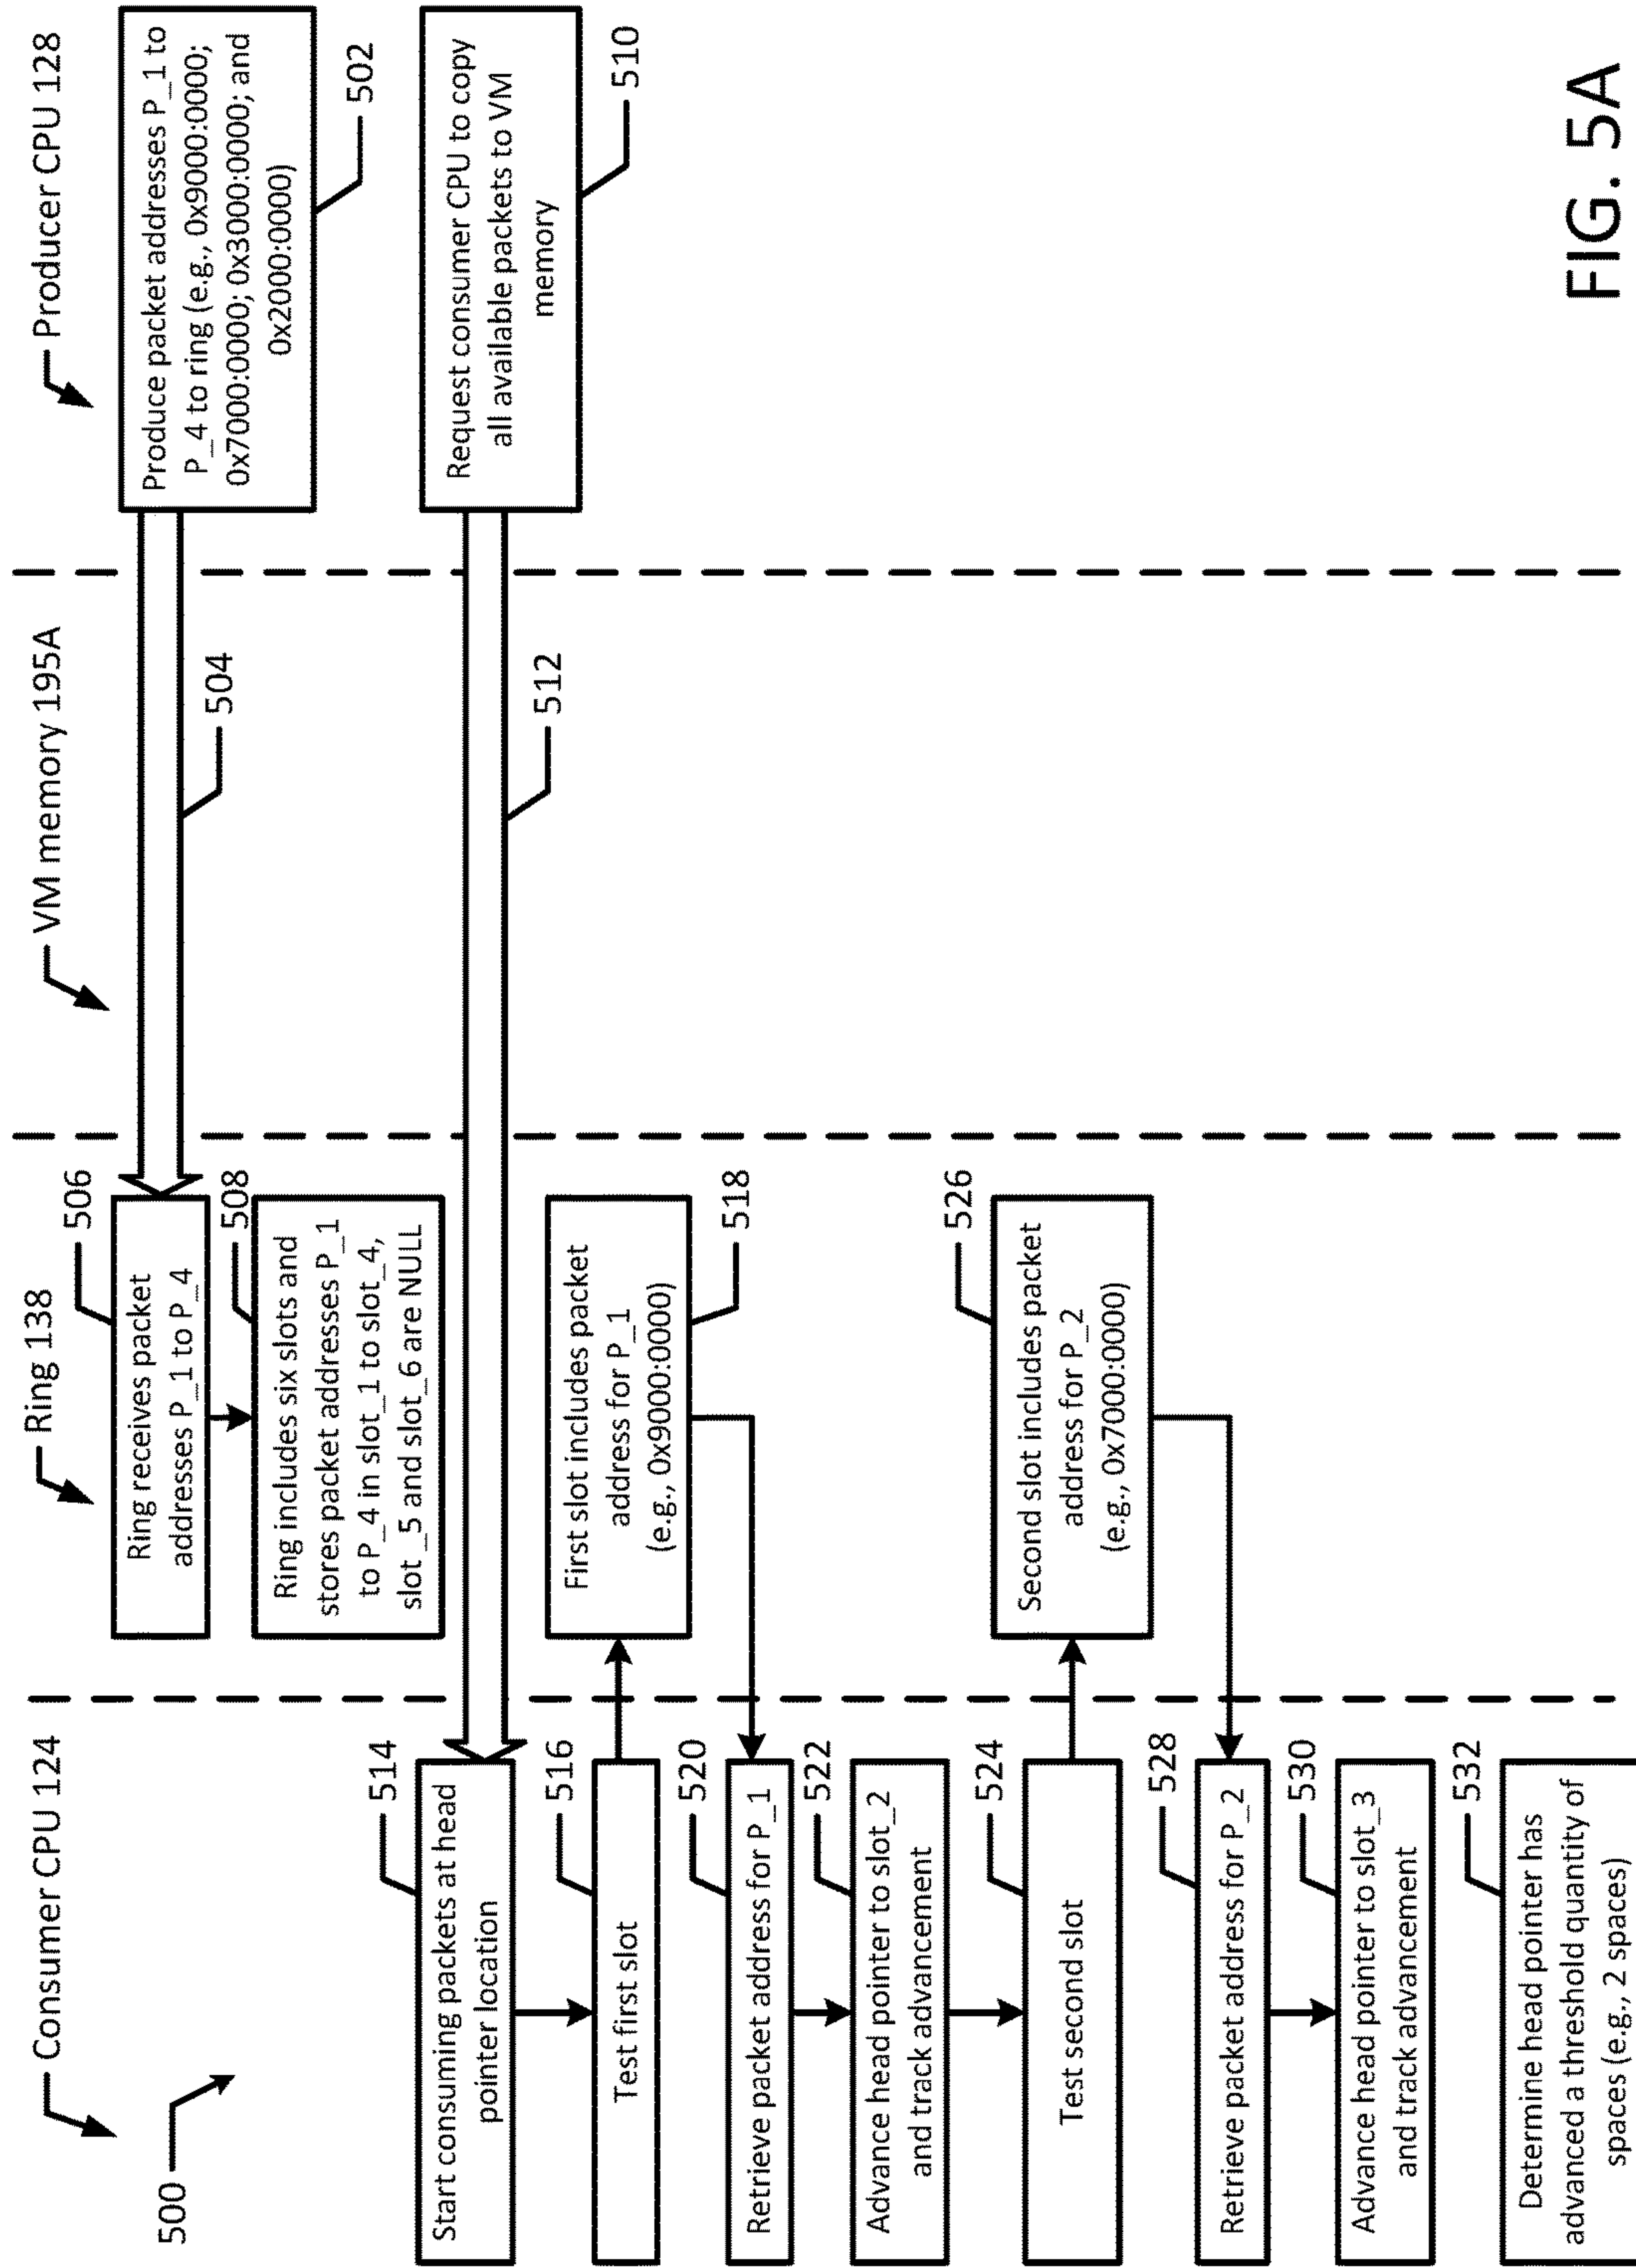 Consumer CPU 124
Ring 138
VM memory 195A
Producer CPU 128
500
Produce packet addresses P_1 to
P_4 to ring (e.g., 0x9000:0000;
0x7000:0000; 0x3000:0000; and
0x2000:0000)
502
504
506
Ring receives packet
addresses P_1 to P_4
508
Ring includes six slots and
stores packet addresses P_1
to P_4 in slot_1 to slot_4,
slot_5 and slot_6 are NULL
Request consumer CPU to copy
all available packets to VM
memory
510
512
514
Start consuming packets at head
pointer location
516
Test first slot
First slot includes packet
address for P_1
(e.g., 0x9000:0000)
518
520
Retrieve packet address for P_1
522
Advance head pointer to slot_2
and track advancement
524
Test second slot
526
Second slot includes packet
address for P_2
(e.g., 0x7000:0000)
528
Retrieve packet address for P_2
530
Advance head pointer to slot_3
and track advancement
532
Determine head pointer has
advanced a threshold quantity of
spaces (e.g., 2 spaces)
FIG. 5A